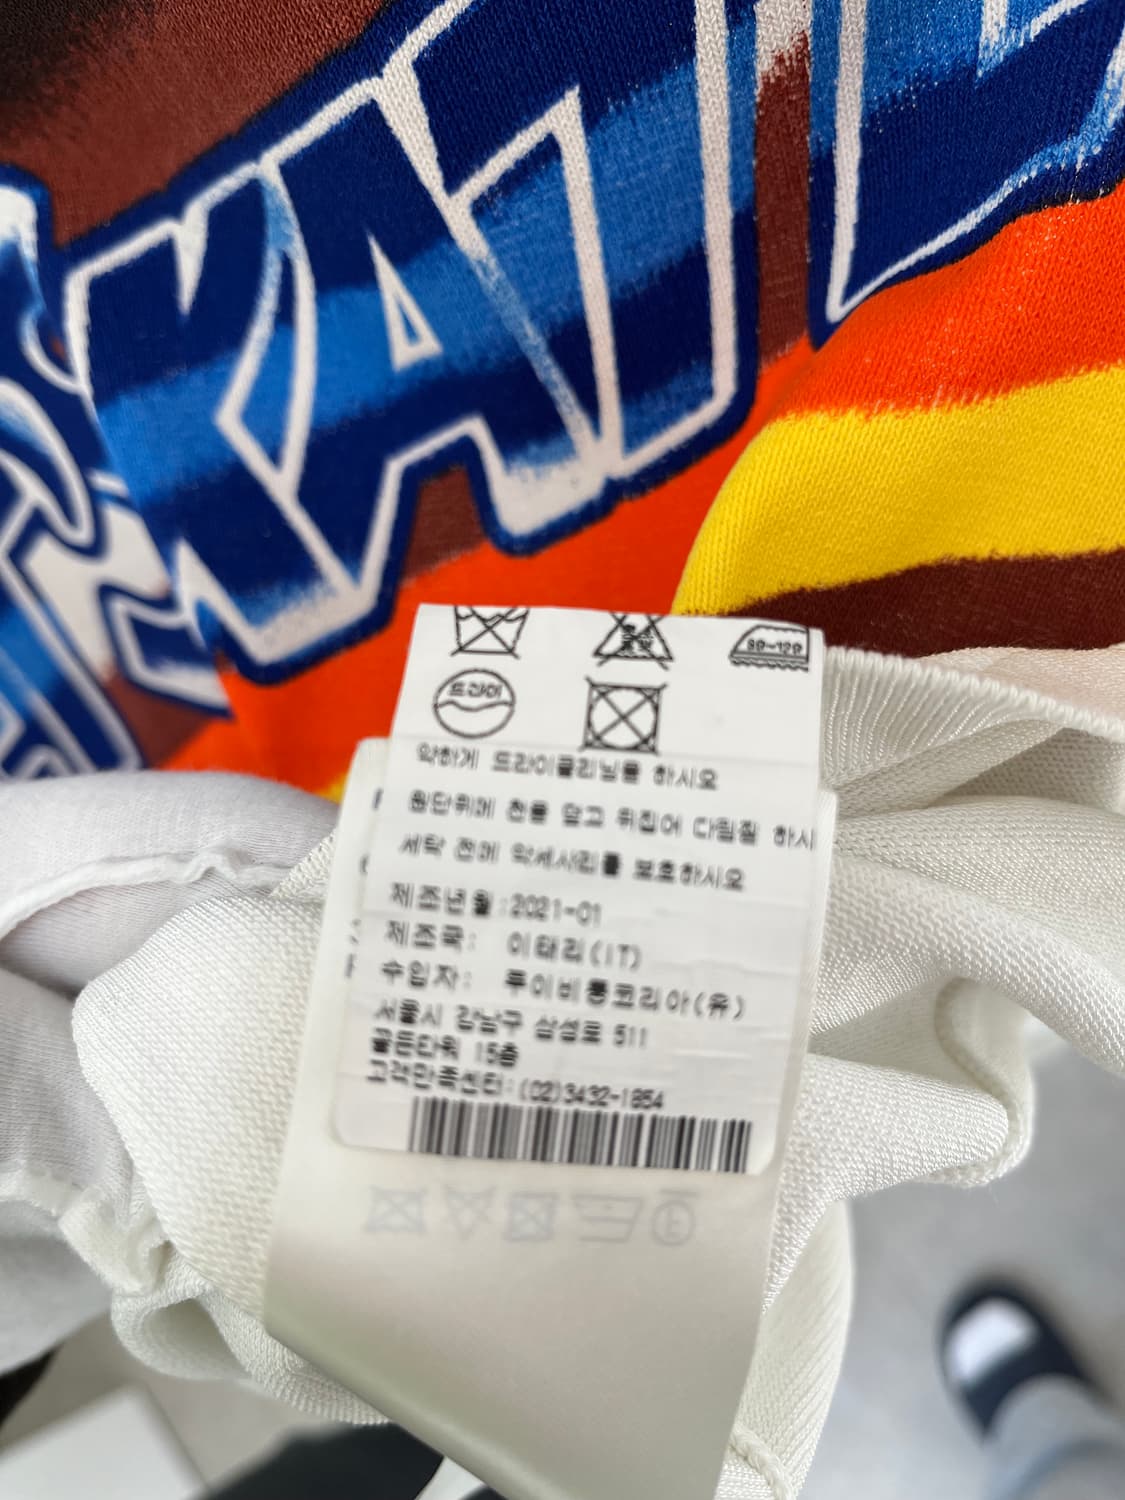 SKATE
80~120
드라이
약하게 드라이클리닝을 하시오
원단위에 천을 덮고 뒤집어 다림질 하시
세탁 전에 악세사리를 보호하시오
제조년월:2021-01
제조국: 이태리(IT)
수입자: 루이비통코리아(유)
서울시 강남구 삼성로 511
골든타워 15층
고객만족센터:(02)3432-1854